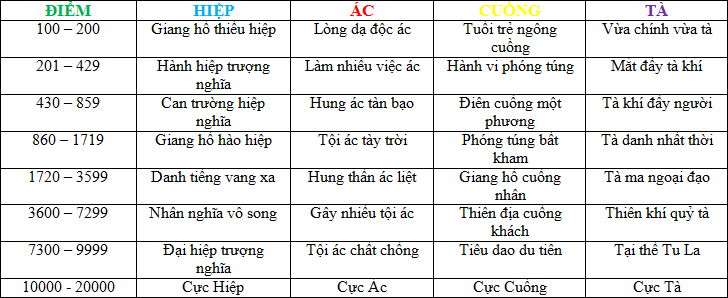 ĐIỂM HIỆP ÁC CUỒNG TÀ
100 – 200 Giang hồ thiếu hiệp Lòng dạ độc ác Tuổi trẻ ngông cuồng Vừa chính vừa tà
201 – 429 Hành hiệp trượng nghĩa Làm nhiều việc ác Hành vi phóng túng Mắt đầy tà khí
430 – 859 Can trường hiệp nghĩa Hung ác tàn bạo Điên cuồng một phương Tà khí đầy người
860 – 1719 Giang hồ hào hiệp Tội ác tày trời Phóng túng bất kham Tà danh nhất thời
1720 – 3599 Danh tiếng vang xa Hung thần ác liệt Giang hồ cuồng nhân Tà ma ngoại đạo
3600 – 7299 Nhân nghĩa vô song Gây nhiều tội ác Thiên địa cuồng khách Thiên khí quỷ tà
7300 – 9999 Đại hiệp trượng nghĩa Tội ác chất chồng Tiêu dao du tiên Tại thế Tu La
10000 - 20000 Cực Hiệp Cực Ác Cực Cuồng Cực Tà